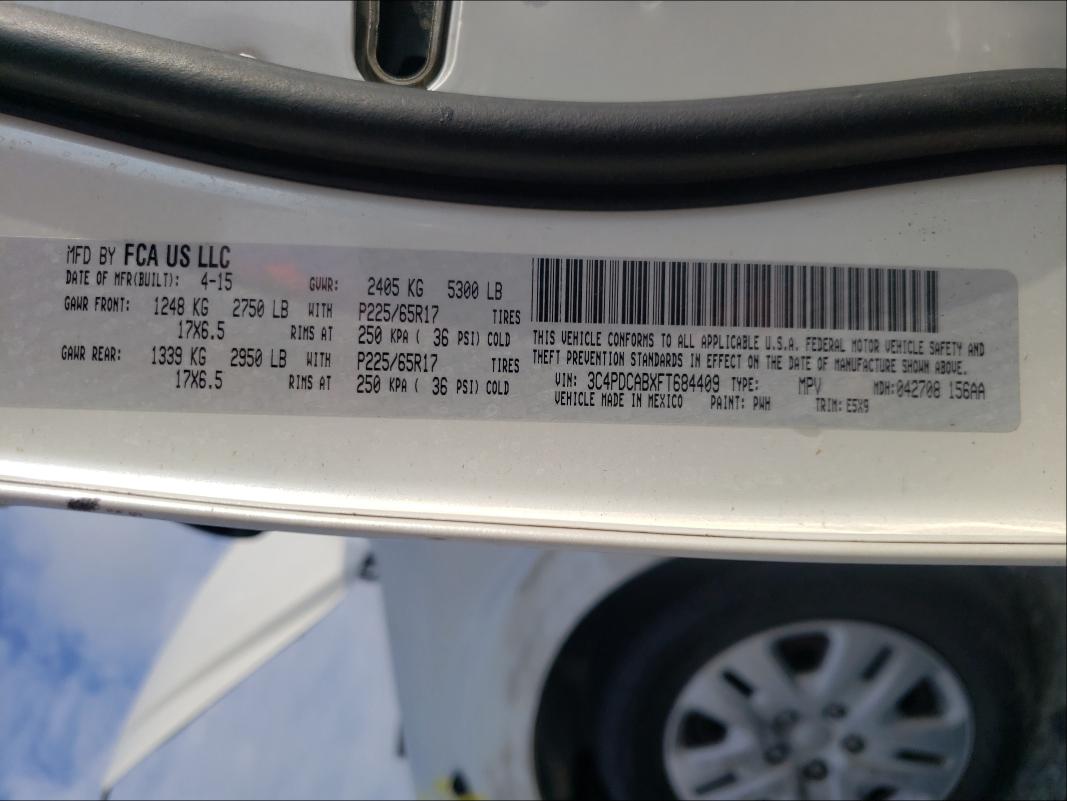 MFD BY FCA US LLC
DATE OF MFR(BUILT): 4-15 GVWR: 2405 KG 5300 LB
GAWR FRONT: 1248 KG 2750 LB WITH P225/65R17 TIRES
17X6.5 RIMS AT 250 KPA ( 36 PSI) COLD
GAWR REAR: 1339 KG 2950 LB WITH P225/65R17 TIRES
17X6.5 RIMS AT 250 KPA ( 36 PSI) COLD
THIS VEHICLE CONFORMS TO ALL APPLICABLE U.S.A. FEDERAL MOTOR VEHICLE SAFETY AND
THEFT PREVENTION STANDARDS IN EFFECT ON THE DATE OF MANUFACTURE SHOWN ABOVE.
VIN: 3C4PDCABXFT684409 TYPE: MPV MDH:042708 156AA
VEHICLE MADE IN MEXICO PAINT: PWH TRIM: E5X9